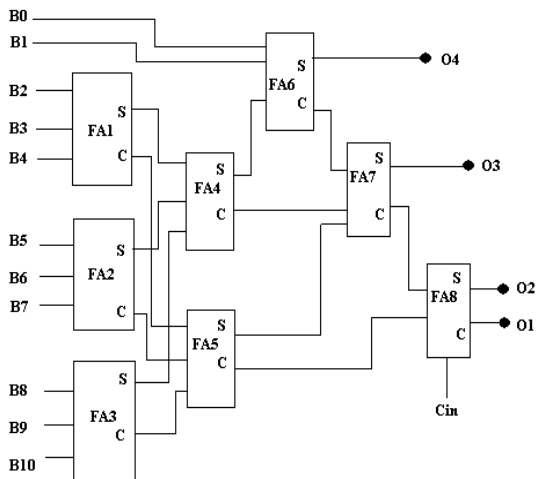 B0
B1
S
O4
FA6
C
B2
S
B3
FA1
B4
C
S
FA4
C
S
O3
FA7
C
B5
S
B6
FA2
B7
C
S
O2
FA8
C
O1
S
FA5
C
Cin
B8
S
B9
FA3
C
B10